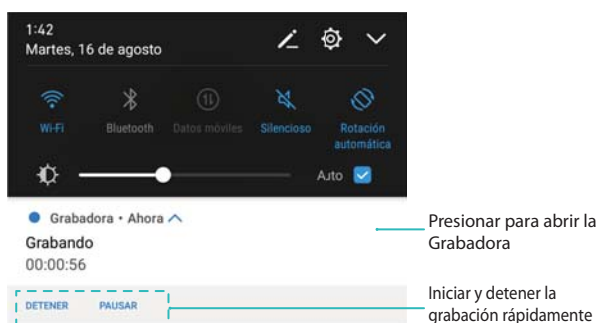 1:42
Martes, 16 de agosto
Wi-Fi
Bluetooth
Datos móviles
Silencioso
Rotación
automática
Auto
Grabadora • Ahora
Grabando
00:00:56
Presionar para abrir la
Grabadora
DETENER PAUSAR
Iniciar y detener la
grabación rápidamente